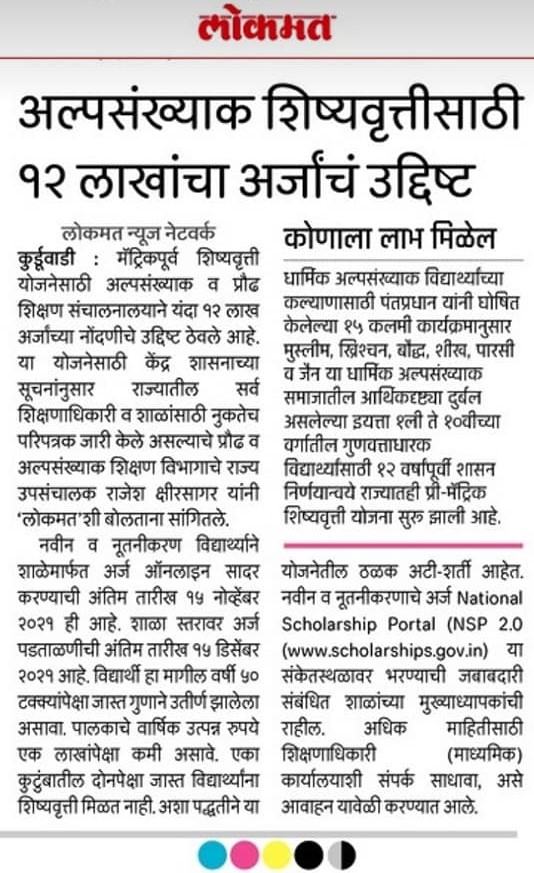 लोकमत
अल्पसंख्याक शिष्यवृत्तीसाठी
१२ लाखांचा अर्जांचं उद्दिष्ट
लोकमत न्यूज नेटवर्क
कुर्डूवाडी : मॅट्रिकपूर्व शिष्यवृत्ती
योजनेसाठी अल्पसंख्याक व प्रौढ
शिक्षण संचालनालयाने यंदा १२ लाख
अर्जांच्या नोंदणीचे उद्दिष्ट ठेवले आहे.
या योजनेसाठी केंद्र शासनाच्या
सूचनांनुसार राज्यातील सर्व
शिक्षणाधिकारी व शाळांसाठी नुकतेच
परिपत्रक जारी केले असल्याचे प्रौढ व
अल्पसंख्याक शिक्षण विभागाचे राज्य
उपसंचालक राजेश क्षीरसागर यांनी
'लोकमत'शी बोलताना सांगितले.
नवीन व नूतनीकरण विद्यार्थ्याने
शाळेमार्फत अर्ज ऑनलाइन सादर
करण्याची अंतिम तारीख १५ नोव्हेंबर
२०२१ ही आहे. शाळा स्तरावर अर्ज
पडताळणीची अंतिम तारीख १५ डिसेंबर
२०२१ आहे. विद्यार्थी हा मागील वर्षी ५०
टक्क्यांपेक्षा जास्त गुणाने उतीर्ण झालेला
असावा. पालकाचे वार्षिक उत्पन्न रुपये
एक लाखांपेक्षा कमी असावे. एका
कुटुंबातील दोनपेक्षा जास्त विद्यार्थ्यांना
शिष्यवृत्ती मिळत नाही. अशा पद्धतीने या
कोणाला लाभ मिळेल
धार्मिक अल्पसंख्याक विद्यार्थ्यांच्या
कल्याणासाठी पंतप्रधान यांनी घोषित
केलेल्या १५ कलमी कार्यक्रमानुसार
मुस्लीम, ख्रिश्चन, बौद्ध, शीख, पारसी
व जैन या धार्मिक अल्पसंख्याक
समाजातील आर्थिकदृष्ट्या दुर्बल
असलेल्या इयत्ता १ली ते १०वीच्या
वर्गातील गुणवत्ताधारक
विद्यार्थ्यांसाठी १२ वर्षांपूर्वी शासन
निर्णयान्वये राज्यातही प्री-मॅट्रिक
शिष्यवृत्ती योजना सुरू झाली आहे.
योजनेतील ठळक अटी-शर्ती आहेत.
नवीन व नूतनीकरणाचे अर्ज National
Scholarship Portal (NSP 2.0
(www.scholarships.gov.in) या
संकेतस्थळावर भरण्याची जबाबदारी
संबंधित शाळांच्या मुख्याध्यापकांची
राहील. अधिक माहितीसाठी
शिक्षणाधिकारी (माध्यमिक)
कार्यालयाशी संपर्क साधावा, असे
आवाहन यावेळी करण्यात आले.